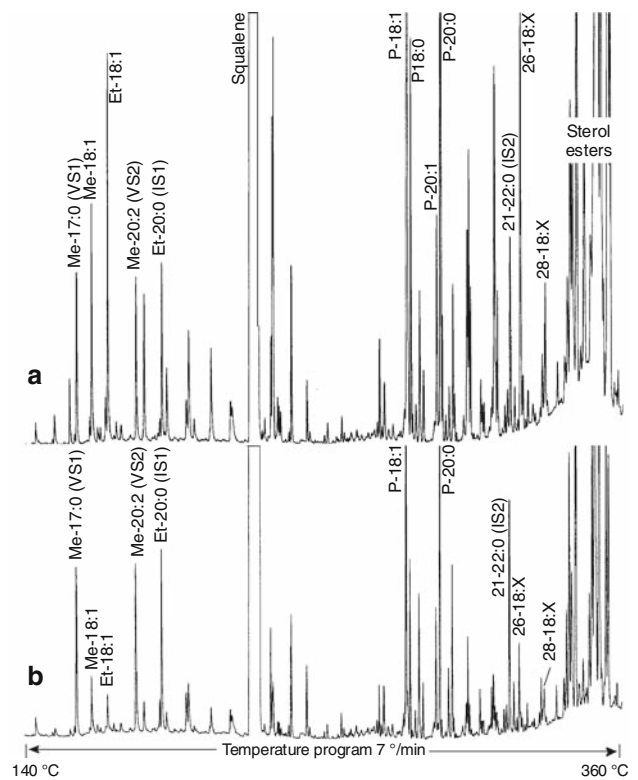 Me-17:0 (VS1)
Me-18:1
Et-18:1
Me-20:2 (VS2)
Et-20:0 (IS1)
Squalene
P-18:1
P18:0
P-20:1
P-20:0
21-22:0 (IS2)
26-18:X
28-18:X
Sterol
esters
a
Me-17:0 (VS1)
Me-18:1
Et-18:1
Me-20:2 (VS2)
Et-20:0 (IS1)
P-18:1
P-20:0
21-22:0 (IS2)
26-18:X
28-18:X
b
Temperature program 7 °/min
140 °C
360 °C